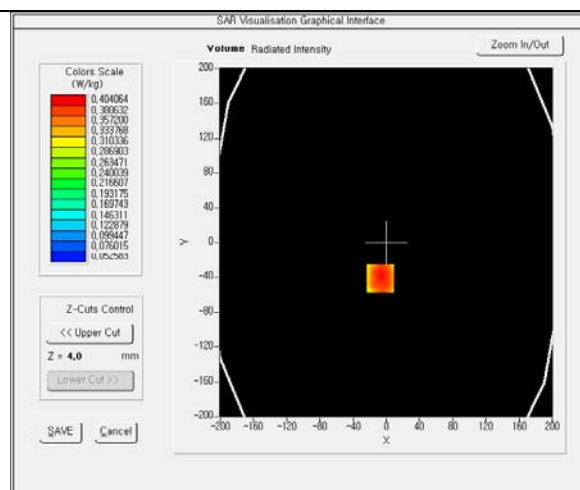 SAR Visualisation Graphical Interface
Volume Radiated Intensity
Zoom In/Out
Colors Scale
(W/kg)
0.404064
0.380632
0.357200
0.333768
0.310336
0.286903
0.263471
0.240039
0.216607
0.193175
0.169743
0.146311
0.122879
0.099447
0.076015
0.052583
200
160
120
80
40
0
-40
-80
-120
-160
-200
Y
-200 -160 -120 -80 -40 0 40 80 120 160 200
X
Z-Cuts Control
<< Upper Cut
Z = 4.0 mm
Lower Cut >>
SAVE Cancel